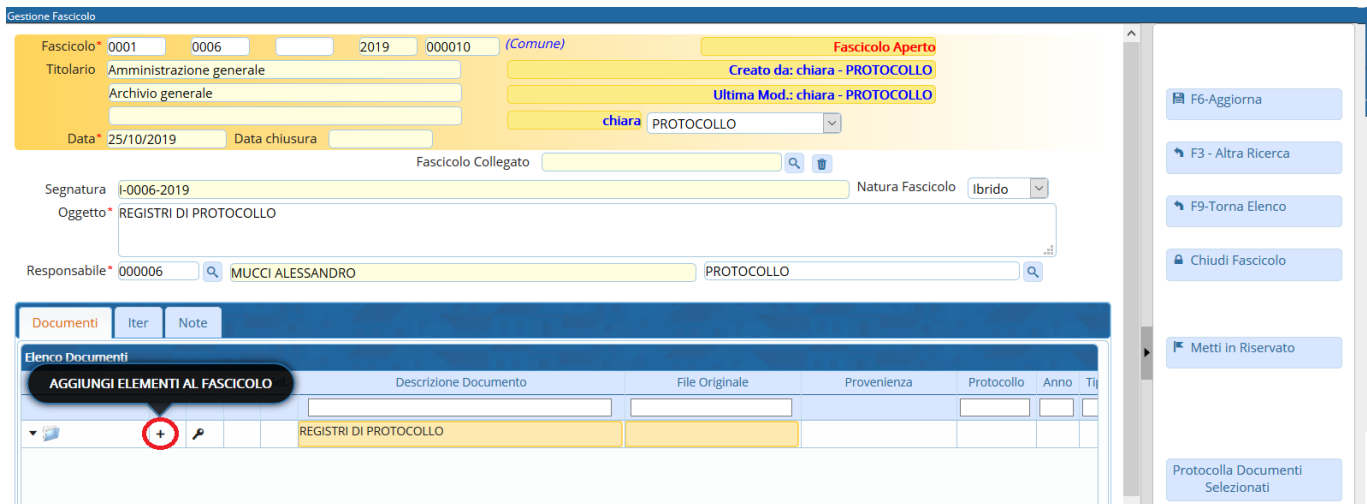 Gestione Fascicolo
Fascicolo* 0001 0006 2019 000010 (Comune) Fascicolo Aperto
Titolario Amministrazione generale Creato da: chiara - PROTOCOLLO
Archivio generale Ultima Mod.: chiara - PROTOCOLLO
chiara PROTOCOLLO
Data* 25/10/2019 Data chiusura
Fascicolo Collegato
Segnatura I-0006-2019 Natura Fascicolo Ibrido
Oggetto* REGISTRI DI PROTOCOLLO
Responsabile* 000006 MUCCI ALESSANDRO PROTOCOLLO
Documenti Iter Note
Elenco Documenti
AGGIUNGI ELEMENTI AL FASCICOLO
Descrizione Documento File Originale Provenienza Protocollo Anno
+ REGISTRI DI PROTOCOLLO
F6-Aggiorna
F3 - Altra Ricerca
F9-Torna Elenco
Chiudi Fascicolo
Metti in Riservato
Protocolla Documenti
Selezionati